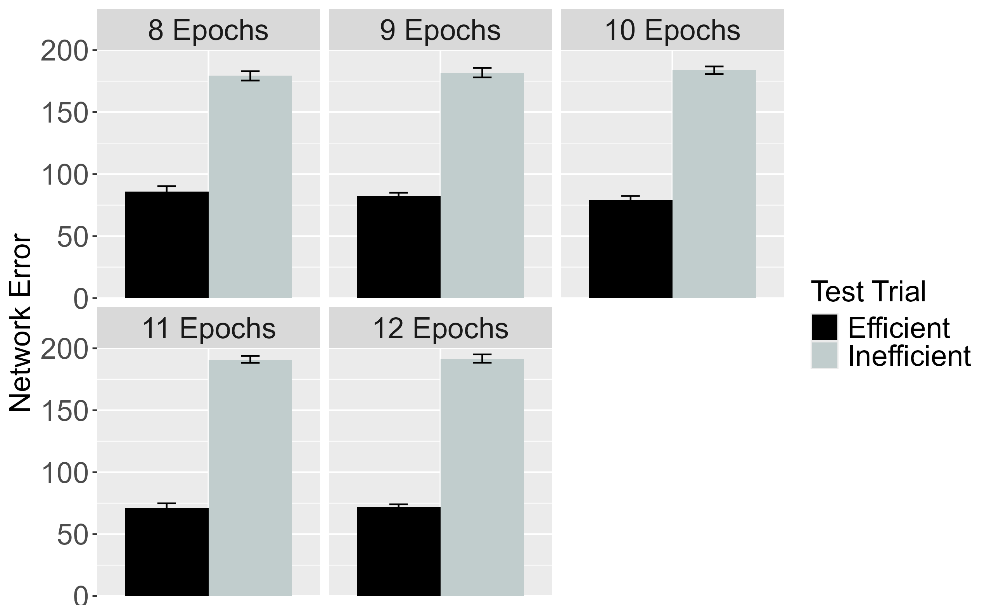 8 Epochs
9 Epochs
10 Epochs
200
150
100
50
0
11 Epochs
12 Epochs
200
150
100
50
0
Network Error
Test Trial
Efficient
Inefficient